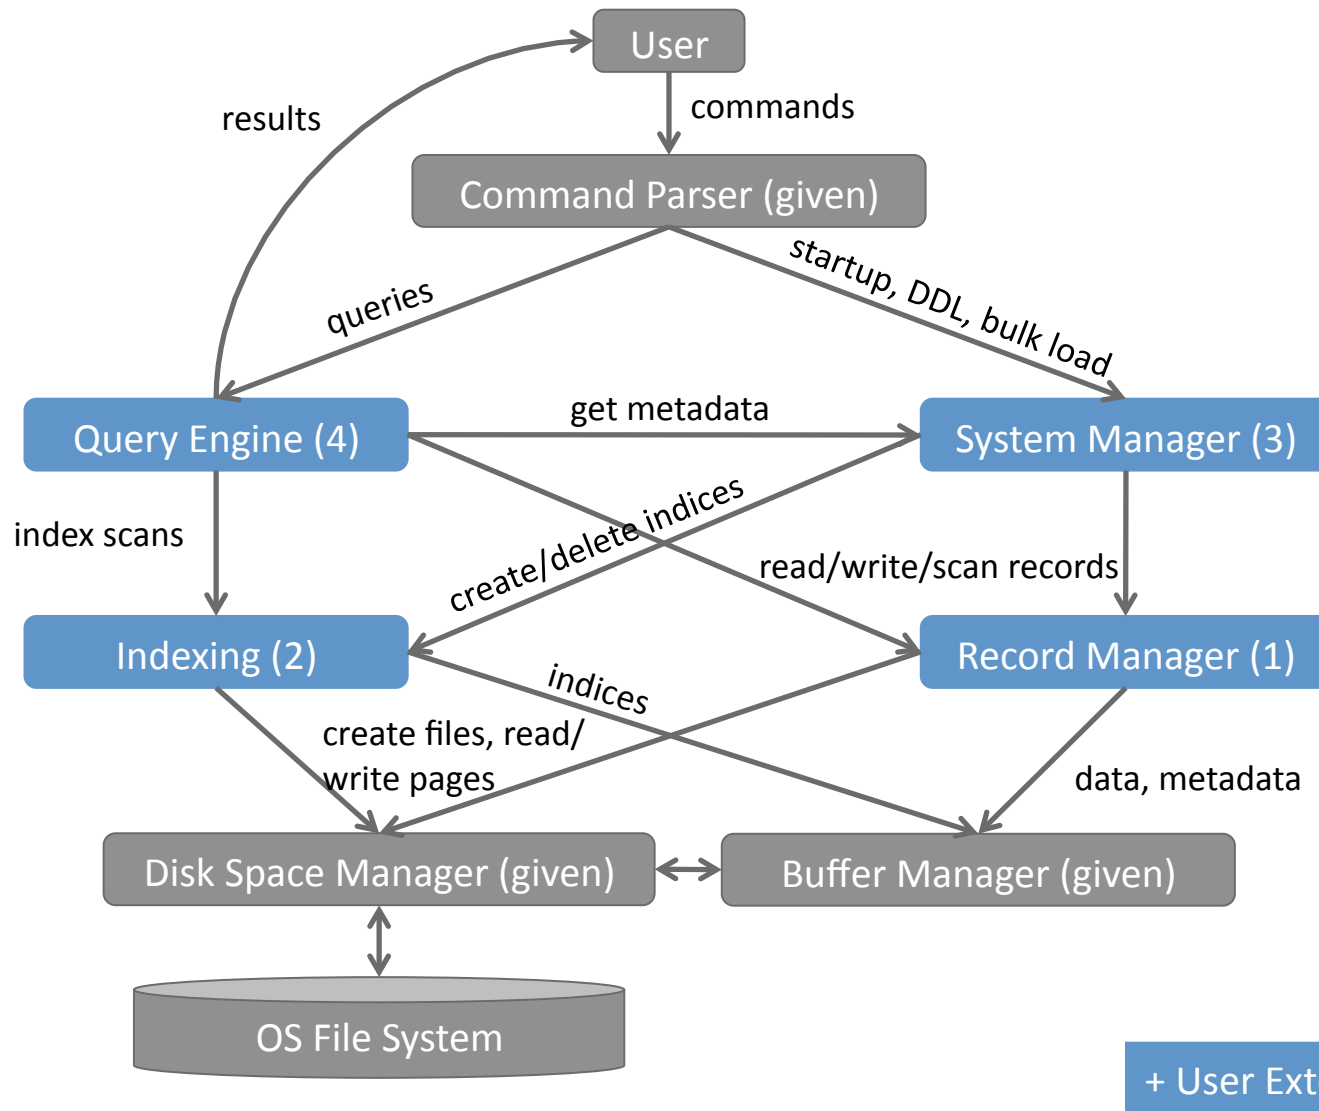 User
results
commands
Command Parser (given)
queries
startup, DDL, bulk load
Query Engine (4)
get metadata
System Manager (3)
index scans
create/delete indices
read/write/scan records
Indexing (2)
Record Manager (1)
indices
create files, read/
write pages
data, metadata
Disk Space Manager (given)
Buffer Manager (given)
OS File System
+ User